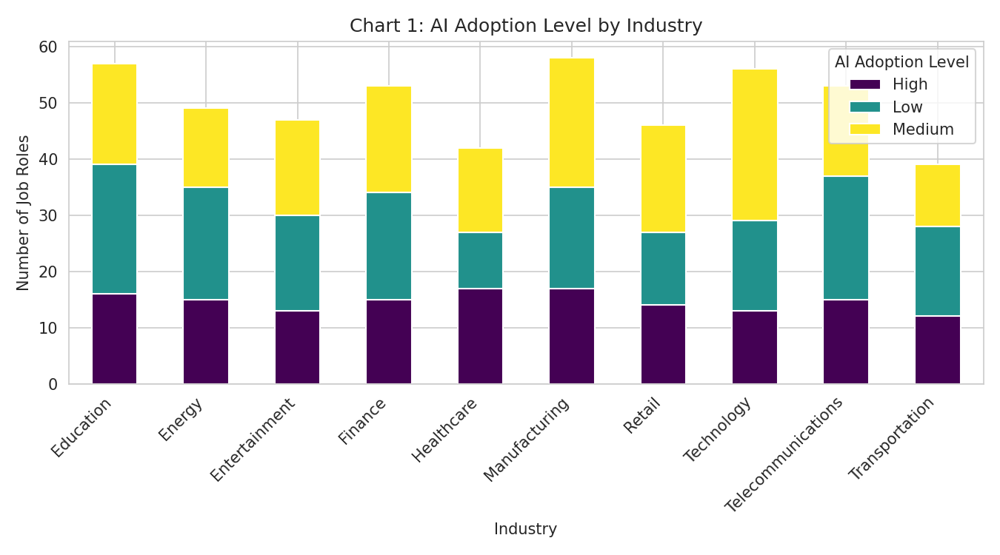 Chart 1: AI Adoption Level by Industry
AI Adoption Level
High
Low
Medium
Number of Job Roles
60
50
40
30
20
10
0
Education
Energy
Entertainment
Finance
Healthcare
Manufacturing
Retail
Technology
Telecommunications
Transportation
Industry